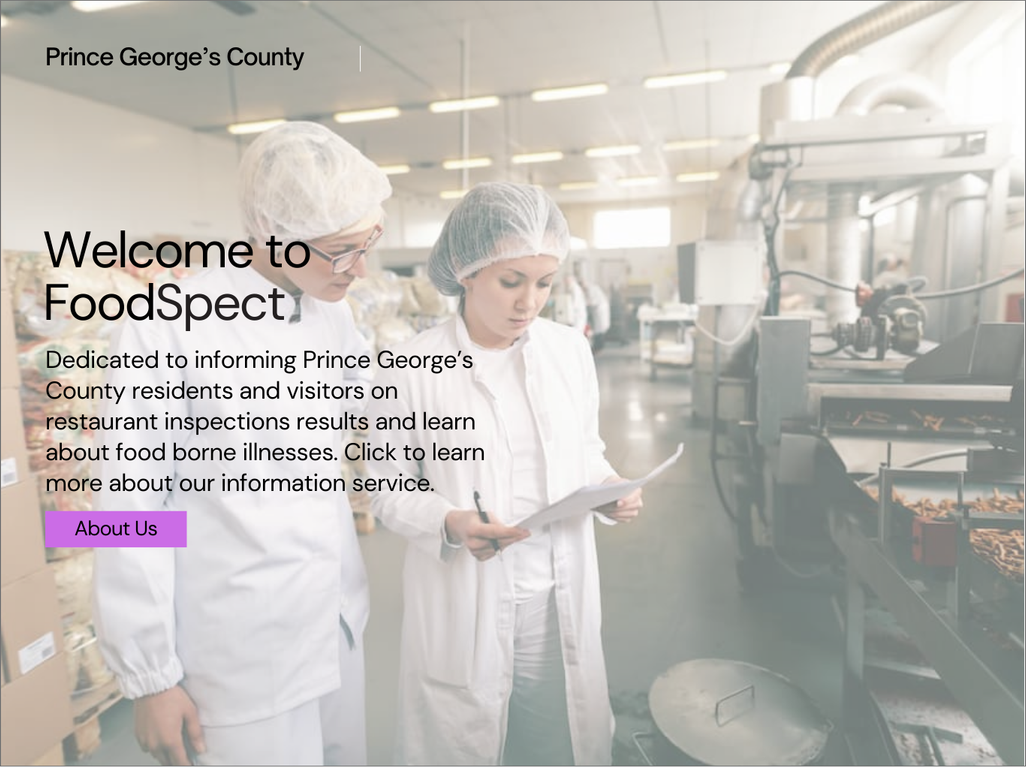 Prince George’s County
Welcome to
FoodSpect
Dedicated to informing Prince George’s
County residents and visitors on
restaurant inspections results and learn
about food borne illnesses. Click to learn
more about our information service.
About Us